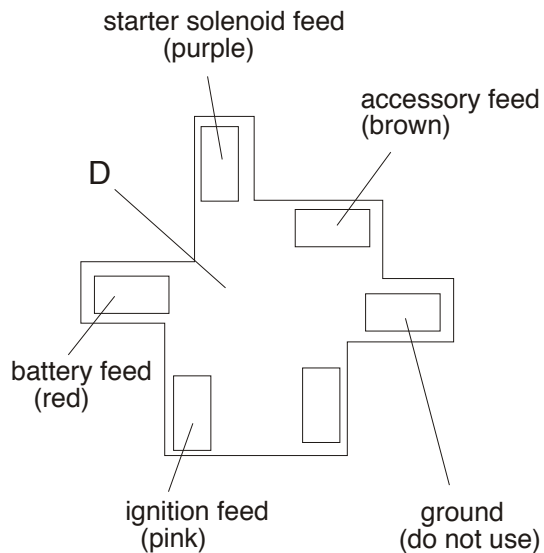 starter solenoid feed
(purple)
accessory feed
(brown)
D
battery feed
(red)
ignition feed
(pink)
ground
(do not use)